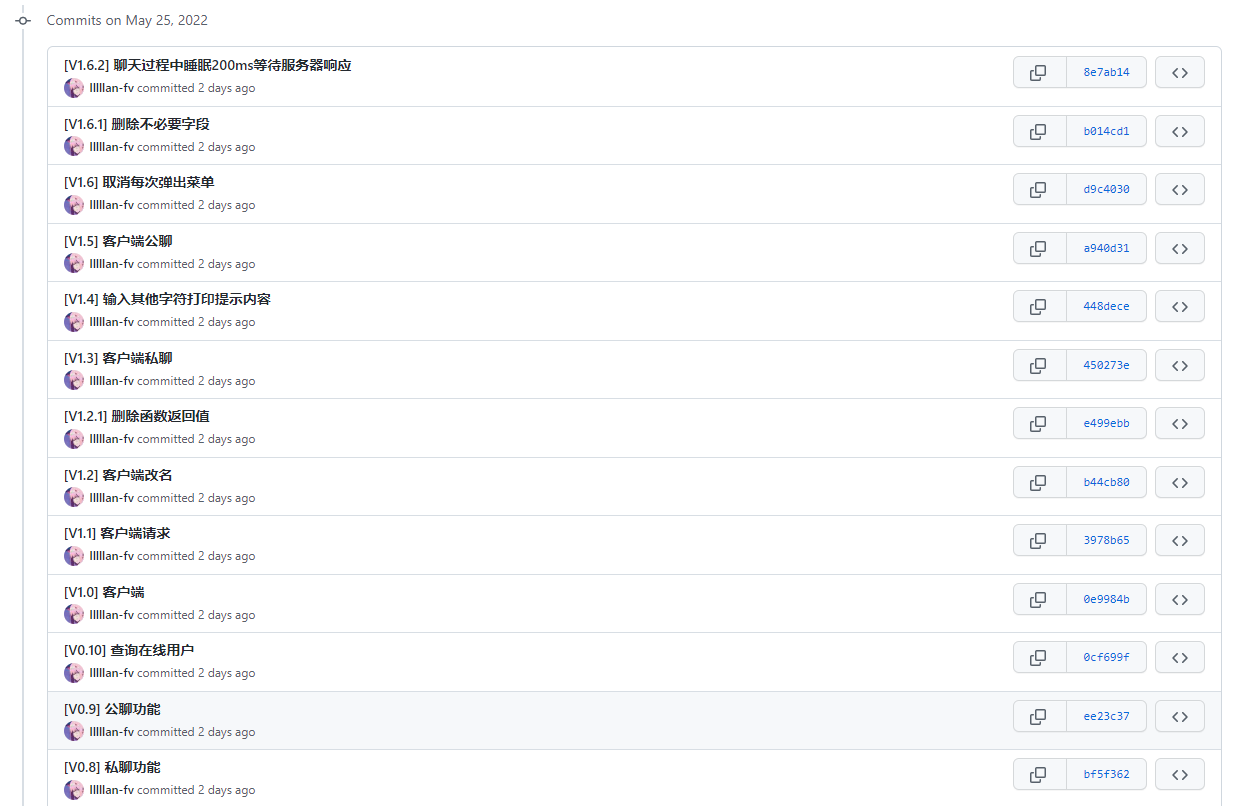 Commits on May 25, 2022
[V1.6.2] 聊天过程中睡眠200ms等待服务器响应
8e7ab14
lllllan-fv committed 2 days ago
[V1.6.1] 删除不必要字段
b014cd1
lllllan-fv committed 2 days ago
[V1.6] 取消每次弹出菜单
d9c4030
lllllan-fv committed 2 days ago
[V1.5] 客户端公聊
a940d31
lllllan-fv committed 2 days ago
[V1.4] 输入其他字符打印提示内容
448dece
lllllan-fv committed 2 days ago
[V1.3] 客户端私聊
450273e
lllllan-fv committed 2 days ago
[V1.2.1] 删除函数返回值
e499ebb
lllllan-fv committed 2 days ago
[V1.2] 客户端改名
b44cb80
lllllan-fv committed 2 days ago
[V1.1] 客户端请求
3978b65
lllllan-fv committed 2 days ago
[V1.0] 客户端
0e9984b
lllllan-fv committed 2 days ago
[V0.10] 查询在线用户
0cf699f
lllllan-fv committed 2 days ago
[V0.9] 公聊功能
ee23c37
lllllan-fv committed 2 days ago
[V0.8] 私聊功能
bf5f362
lllllan-fv committed 2 days ago